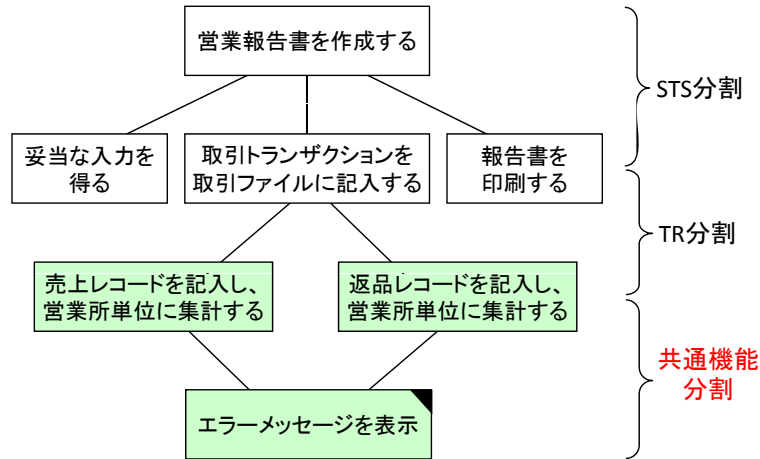 営業報告書を作成する
STS分割
妥当な入力を
得る
取引トランザクションを
取引ファイルに記入する
報告書を
印刷する
TR分割
売上レコードを記入し、
営業所単位に集計する
返品レコードを記入し、
営業所単位に集計する
共通機能
分割
エラーメッセージを表示